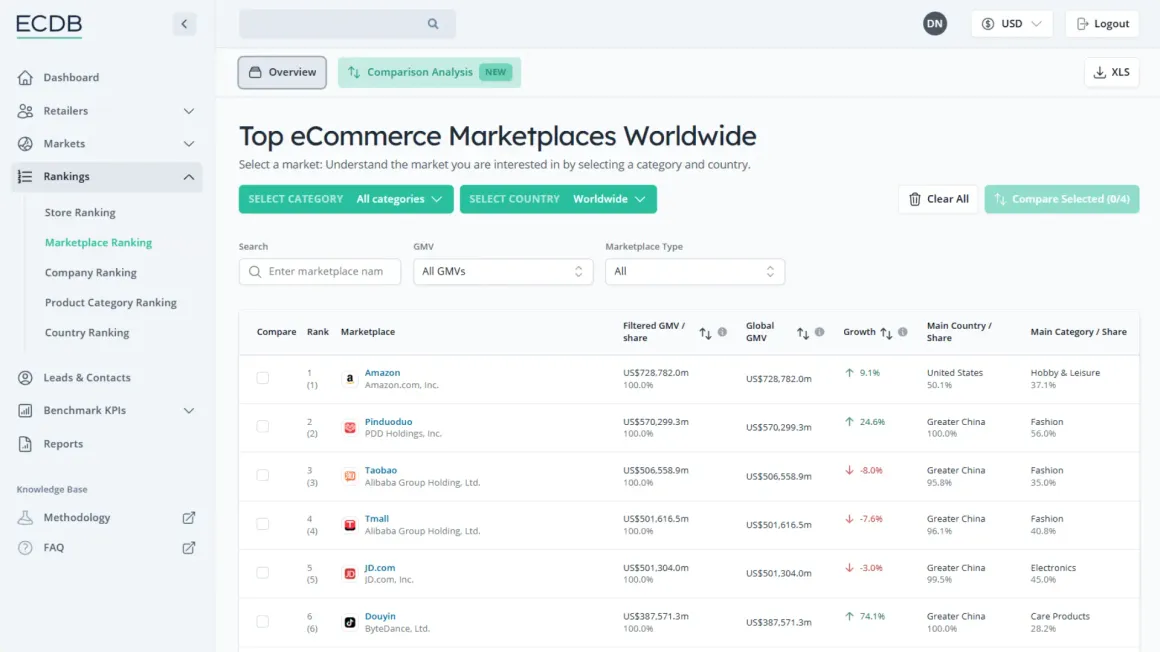 ECDB
DN
USD
Logout
Dashboard
Retailers
Markets
Rankings
Store Ranking
Marketplace Ranking
Company Ranking
Product Category Ranking
Country Ranking
Leads & Contacts
Benchmark KPIs
Reports
Knowledge Base
Methodology
FAQ
Overview
Comparison Analysis NEW
XLS
Top eCommerce Marketplaces Worldwide
Select a market: Understand the market you are interested in by selecting a category and country.
SELECT CATEGORY All categories
SELECT COUNTRY Worldwide
Clear All
Compare Selected (0/4)
Search
GMV
Marketplace Type
Enter marketplace nam
All GMVs
All
Compare Rank Marketplace Filtered GMV / share Global GMV Growth Main Country / Share Main Category / Share
1 Amazon US$728,782.0m US$728,782.0m 9.1% United States Hobby & Leisure
(1) Amazon.com, Inc. 100.0% 50.1% 37.1%
2 Pinduoduo US$570,299.3m US$570,299.3m 24.6% Greater China Fashion
(2) PDD Holdings, Inc. 100.0% 100.0% 56.0%
3 Taobao US$506,558.9m US$506,558.9m -8.0% Greater China Fashion
(3) Alibaba Group Holding, Ltd. 100.0% 95.8% 35.0%
4 Tmall US$501,616.5m US$501,616.5m -7.6% Greater China Fashion
(4) Alibaba Group Holding, Ltd. 100.0% 96.1% 40.8%
5 JD.com US$501,304.0m US$501,304.0m -3.0% Greater China Electronics
(5) JD.com, Inc. 100.0% 99.5% 45.0%
6 Douyin US$387,571.3m US$387,571.3m 74.1% Greater China Care Products
(6) ByteDance, Ltd. 100.0% 100.0% 28.2%